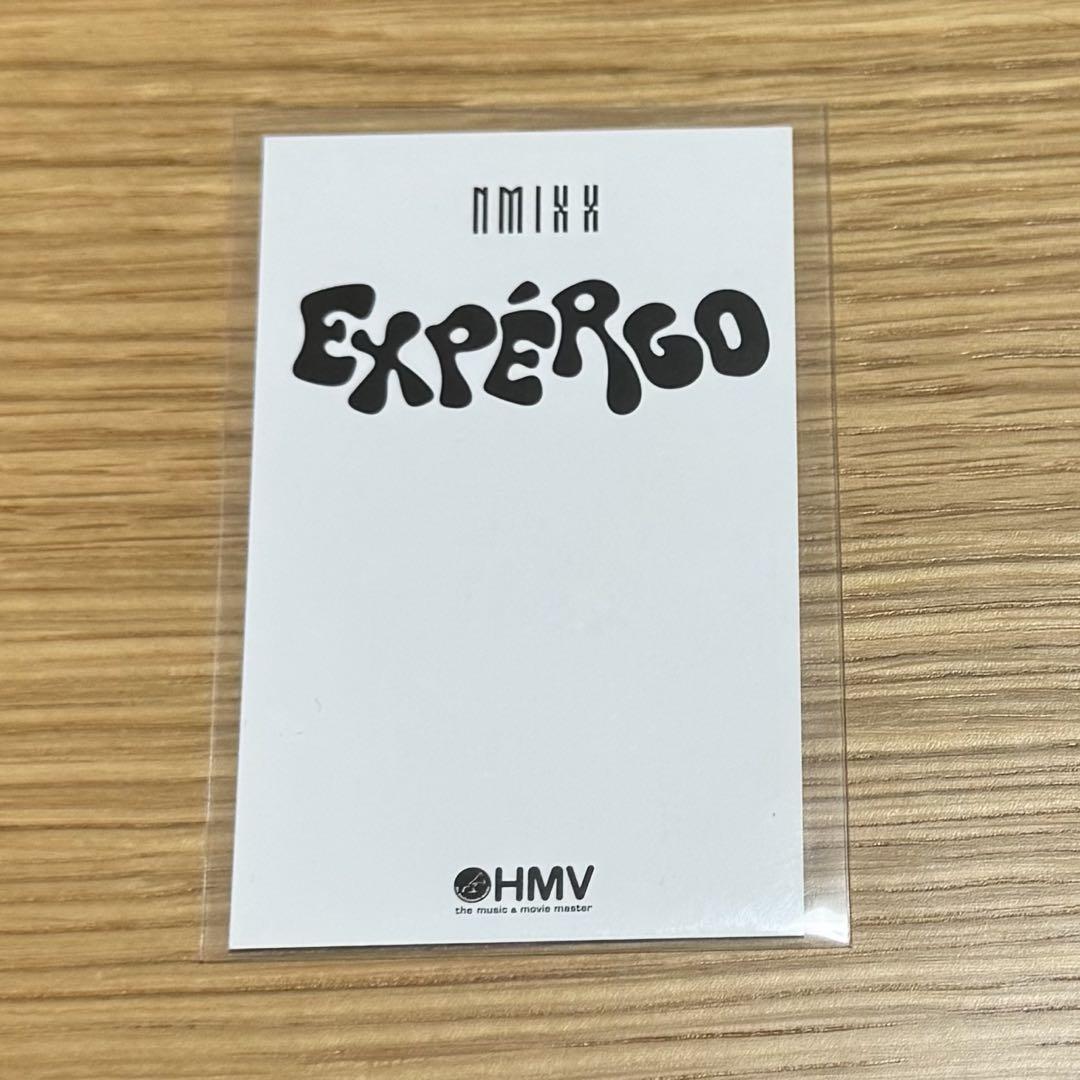 NMIXX
EXPÉRGO
HMV
the music & movie master